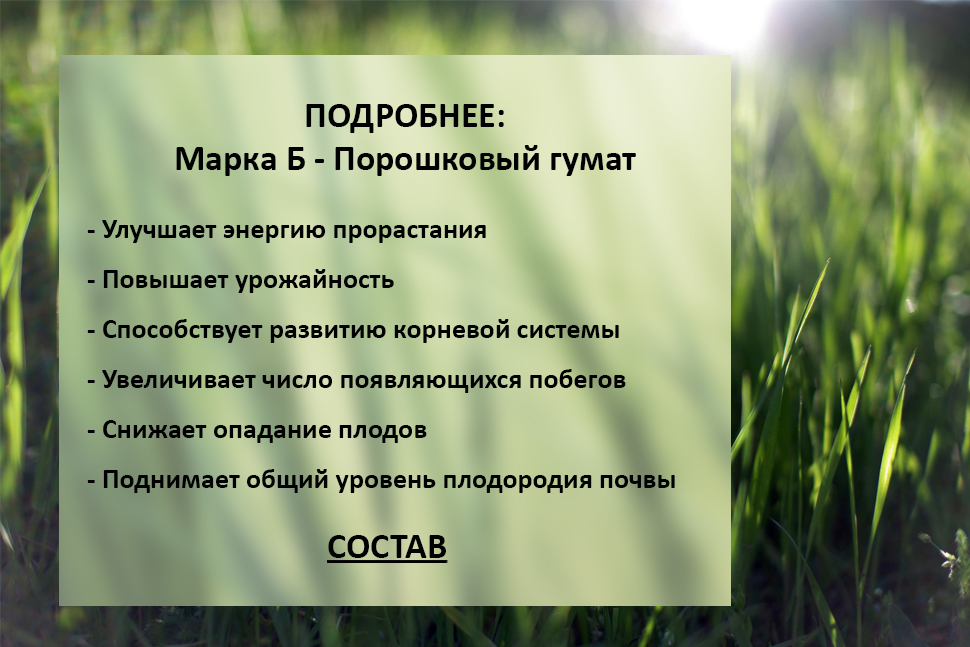 ПОДРОБНЕЕ:
Марка Б - Порошковый гумат
- Улучшает энергию прорастания
- Повышает урожайность
- Способствует развитию корневой системы
- Увеличивает число появляющихся побегов
- Снижает опадание плодов
- Поднимает общий уровень плодородия почвы
СОСТАВ